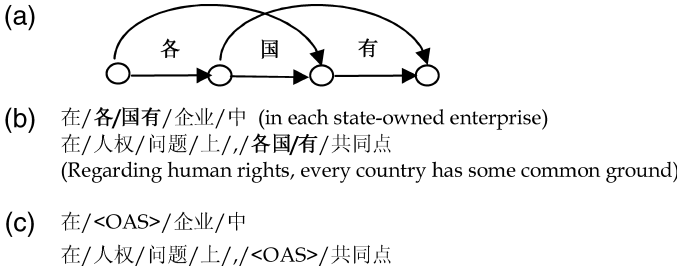 (a)
各 国 有
(b) 在/各/国有/企业/中 (in each state-owned enterprise)
在/人权/问题/上/,/各国/有/共同点
(Regarding human rights, every country has some common ground)
(c) 在/<OAS>/企业/中
在/人权/问题/上/,/<OAS>/共同点